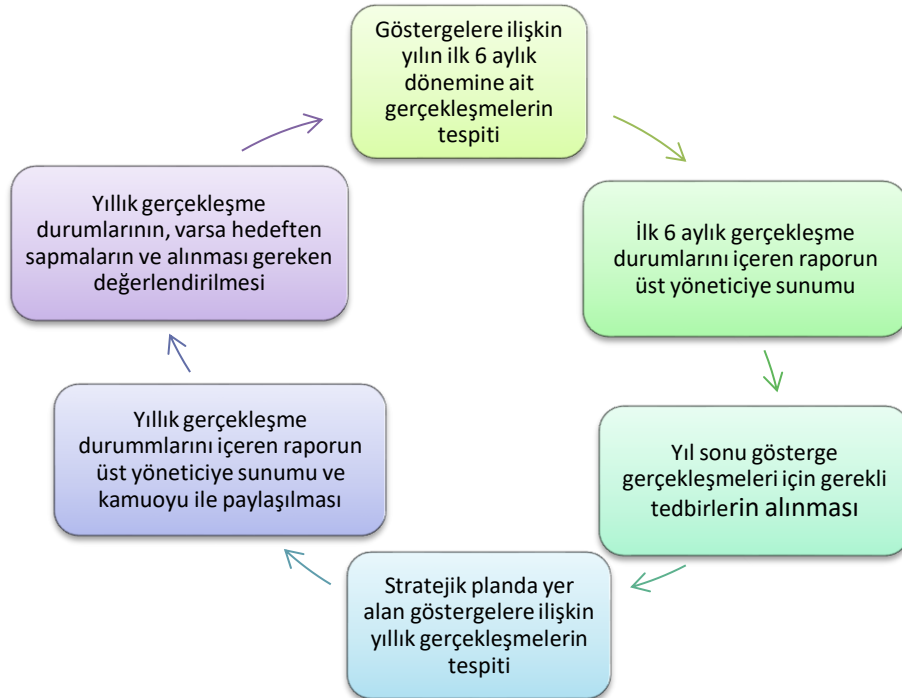 Göstergelere ilişkin
yılın ilk 6 aylık
dönemine ait
gerçekleşmelerin
tespiti
İlk 6 aylık gerçekleşme
durumlarını içeren raporun
üst yöneticiye sunumu
Yıl sonu gösterge
gerçekleşmeleri için gerekli
tedbirlerin alınması
Stratejik planda yer
alan göstergelere ilişkin
yıllık gerçekleşmelerin
tespiti
Yıllık gerçekleşme
durummlarını içeren raporun
üst yöneticiye sunumu ve
kamuoyu ile paylaşılması
Yıllık gerçekleşme
durumlarının, varsa hedeften
sapmaların ve alınması gereken
değerlendirilmesi